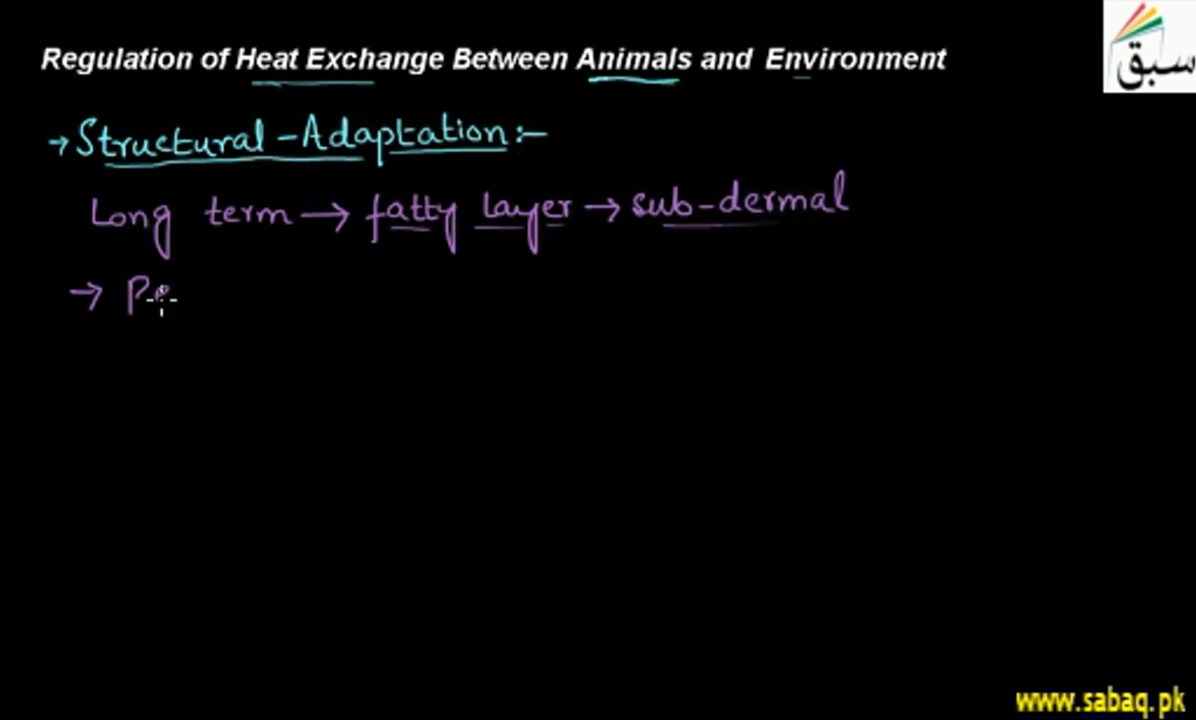 Regulation of Heat Exchange Between Animals and Environment
سبق
→ Structural - Adaptation :-
Long term → fatty layer → sub-dermal
→ Pe
www.sabaq.pk